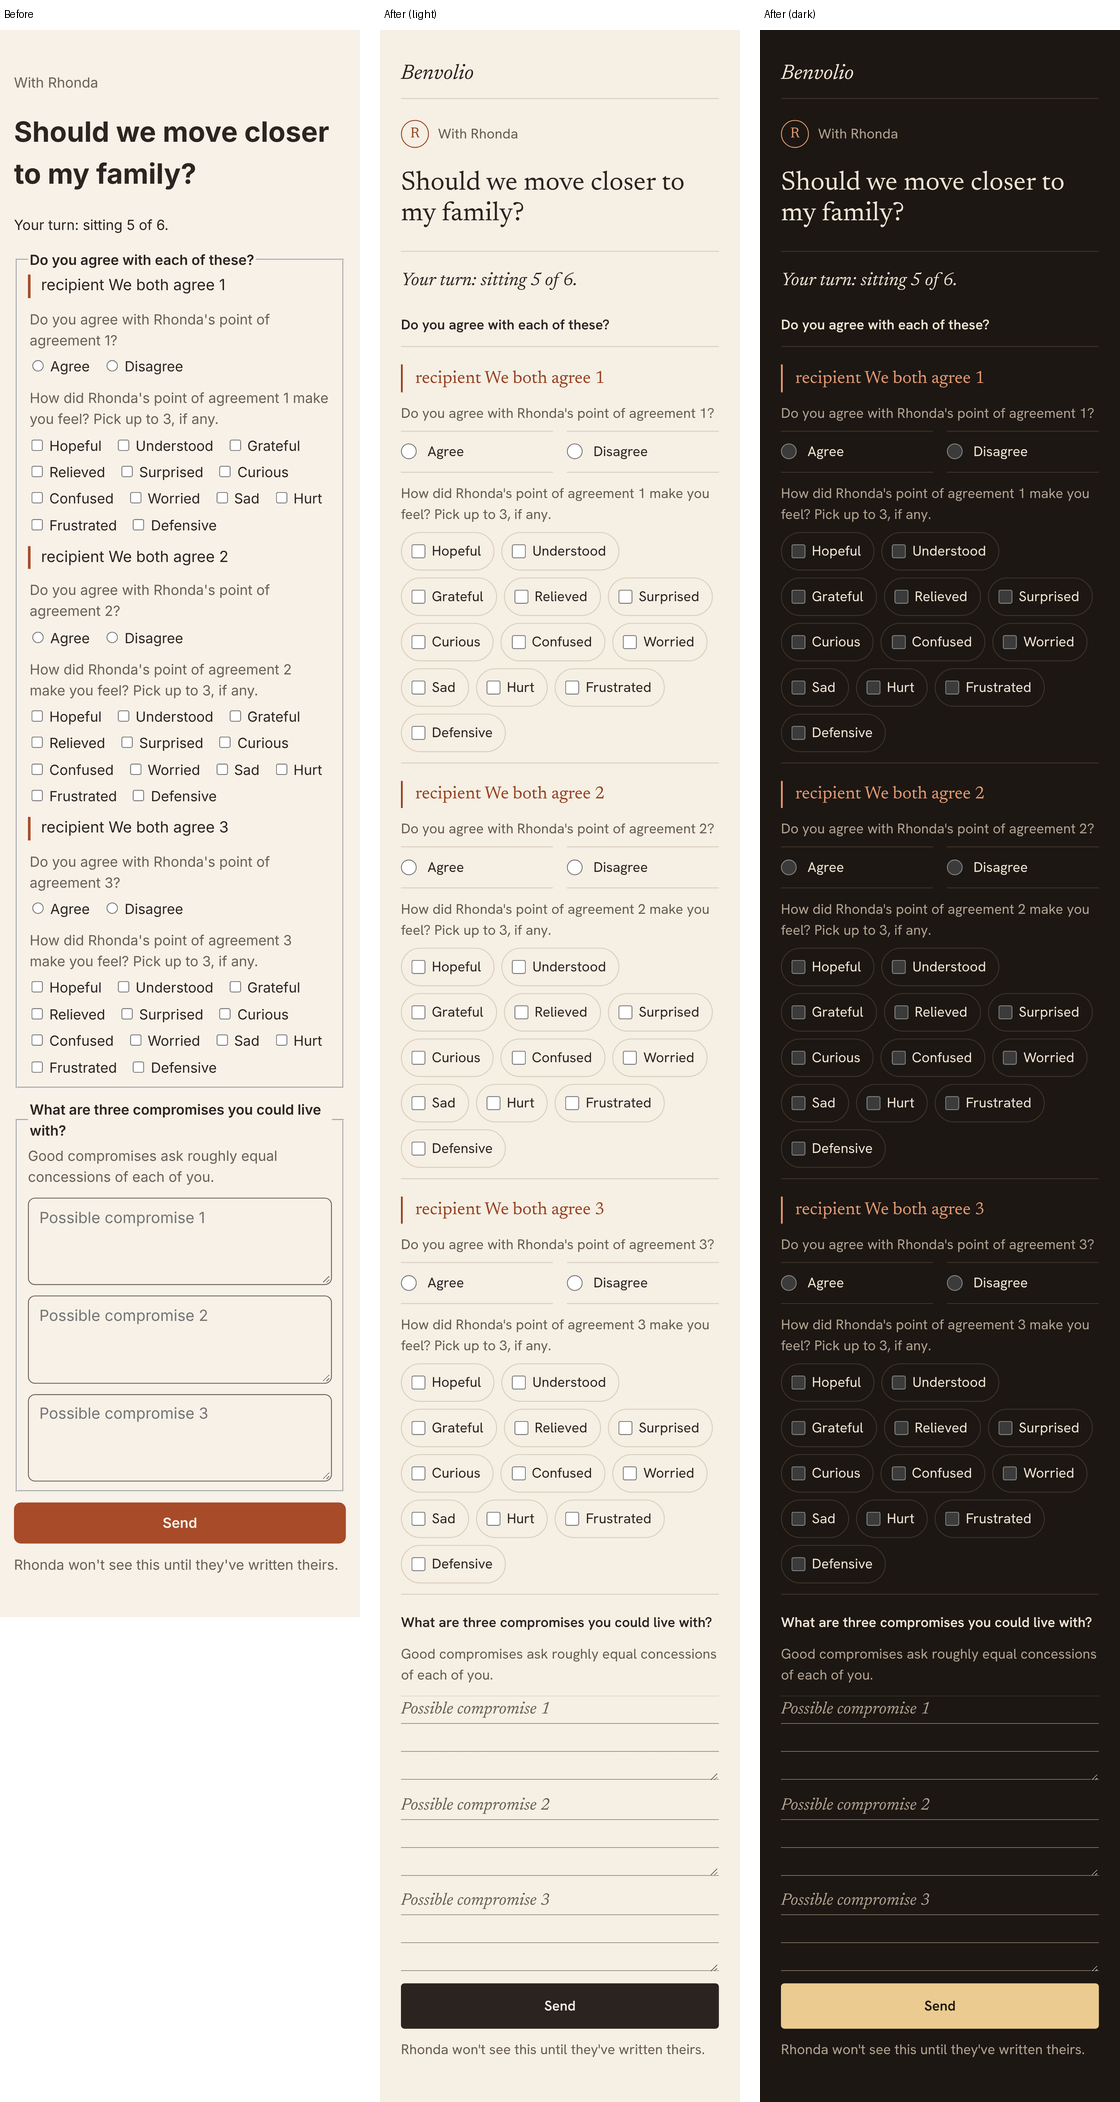 Before
With Rhonda
Should we move closer
to my family?
Your turn: sitting 5 of 6.
Do you agree with each of these?
recipient We both agree 1
Do you agree with Rhonda's point of
agreement 1?
Agree Disagree
How did Rhonda's point of agreement 1 make
you feel? Pick up to 3, if any.
Hopeful Understood Grateful
Relieved Surprised Curious
Confused Worried Sad Hurt
Frustrated Defensive
recipient We both agree 2
Do you agree with Rhonda's point of
agreement 2?
Agree Disagree
How did Rhonda's point of agreement 2
make you feel? Pick up to 3, if any.
Hopeful Understood Grateful
Relieved Surprised Curious
Confused Worried Sad Hurt
Frustrated Defensive
recipient We both agree 3
Do you agree with Rhonda's point of
agreement 3?
Agree Disagree
How did Rhonda's point of agreement 3
make you feel? Pick up to 3, if any.
Hopeful Understood Grateful
Relieved Surprised Curious
Confused Worried Sad Hurt
Frustrated Defensive
What are three compromises you could live
with?
Good compromises ask roughly equal
concessions of each of you.
Possible compromise 1
Possible compromise 2
Possible compromise 3
Send
Rhonda won't see this until they've written theirs.
After (light)
Benvolio
R With Rhonda
Should we move closer to
my family?
Your turn: sitting 5 of 6.
Do you agree with each of these?
recipient We both agree 1
Do you agree with Rhonda's point of agreement 1?
Agree Disagree
How did Rhonda's point of agreement 1 make you
feel? Pick up to 3, if any.
Hopeful Understood
Grateful Relieved Surprised
Curious Confused Worried
Sad Hurt Frustrated
Defensive
recipient We both agree 2
Do you agree with Rhonda's point of agreement 2?
Agree Disagree
How did Rhonda's point of agreement 2 make you
feel? Pick up to 3, if any.
Hopeful Understood
Grateful Relieved Surprised
Curious Confused Worried
Sad Hurt Frustrated
Defensive
recipient We both agree 3
Do you agree with Rhonda's point of agreement 3?
Agree Disagree
How did Rhonda's point of agreement 3 make you
feel? Pick up to 3, if any.
Hopeful Understood
Grateful Relieved Surprised
Curious Confused Worried
Sad Hurt Frustrated
Defensive
What are three compromises you could live with?
Good compromises ask roughly equal concessions
of each of you.
Possible compromise 1
Possible compromise 2
Possible compromise 3
Send
Rhonda won't see this until they've written theirs.
After (dark)
Benvolio
R With Rhonda
Should we move closer to
my family?
Your turn: sitting 5 of 6.
Do you agree with each of these?
recipient We both agree 1
Do you agree with Rhonda's point of agreement 1?
Agree Disagree
How did Rhonda's point of agreement 1 make you
feel? Pick up to 3, if any.
Hopeful Understood
Grateful Relieved Surprised
Curious Confused Worried
Sad Hurt Frustrated
Defensive
recipient We both agree 2
Do you agree with Rhonda's point of agreement 2?
Agree Disagree
How did Rhonda's point of agreement 2 make you
feel? Pick up to 3, if any.
Hopeful Understood
Grateful Relieved Surprised
Curious Confused Worried
Sad Hurt Frustrated
Defensive
recipient We both agree 3
Do you agree with Rhonda's point of agreement 3?
Agree Disagree
How did Rhonda's point of agreement 3 make you
feel? Pick up to 3, if any.
Hopeful Understood
Grateful Relieved Surprised
Curious Confused Worried
Sad Hurt Frustrated
Defensive
What are three compromises you could live with?
Good compromises ask roughly equal concessions
of each of you.
Possible compromise 1
Possible compromise 2
Possible compromise 3
Send
Rhonda won't see this until they've written theirs.